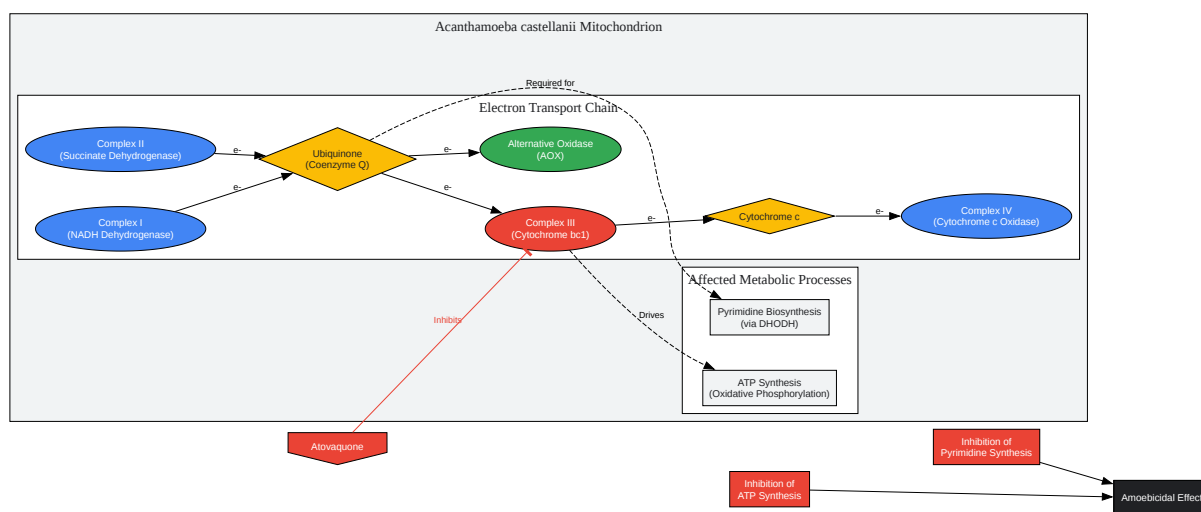 Acanthamoeba castellanii Mitochondrion
Required for
Electron Transport Chain
Complex II
(Succinate Dehydrogenase)
e-
Ubiquinone
(Coenzyme Q)
e-
Alternative Oxidase
(AOX)
e-
e-
Complex I
(NADH Dehydrogenase)
Complex III
(Cytochrome bc1)
e-
Cytochrome c
e-
Complex IV
(Cytochrome c Oxidase)
Affected Metabolic Processes
Pyrimidine Biosynthesis
(via DHODH)
Inhibits
Drives
ATP Synthesis
(Oxidative Phosphorylation)
Atovaquone
Inhibition of
Pyrimidine Synthesis
Inhibition of
ATP Synthesis
Amoebicidal Effect